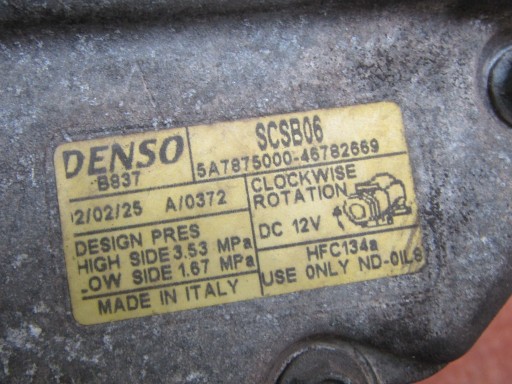 DENSO
B837
SCSB06
5A7875000-46782669
2/02/25 A/0372
CLOCKWISE
ROTATION
DC 12V
DESIGN PRES
HIGH SIDE 3.53 MPa
LOW SIDE 1.67 MPa
HFC134a
USE ONLY ND-OIL8
MADE IN ITALY